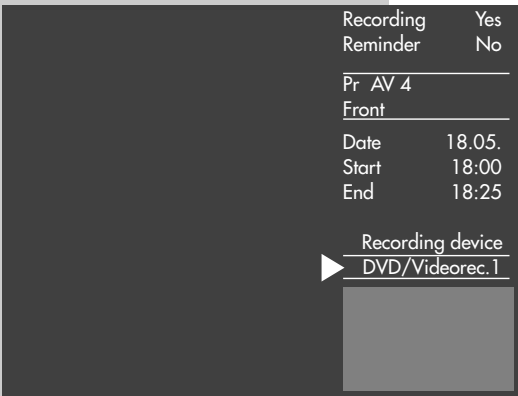 Recording Yes
Reminder No
Pr AV 4
Front
Date 18.05.
Start 18:00
End 18:25
Recording device
DVD/Videorec.1